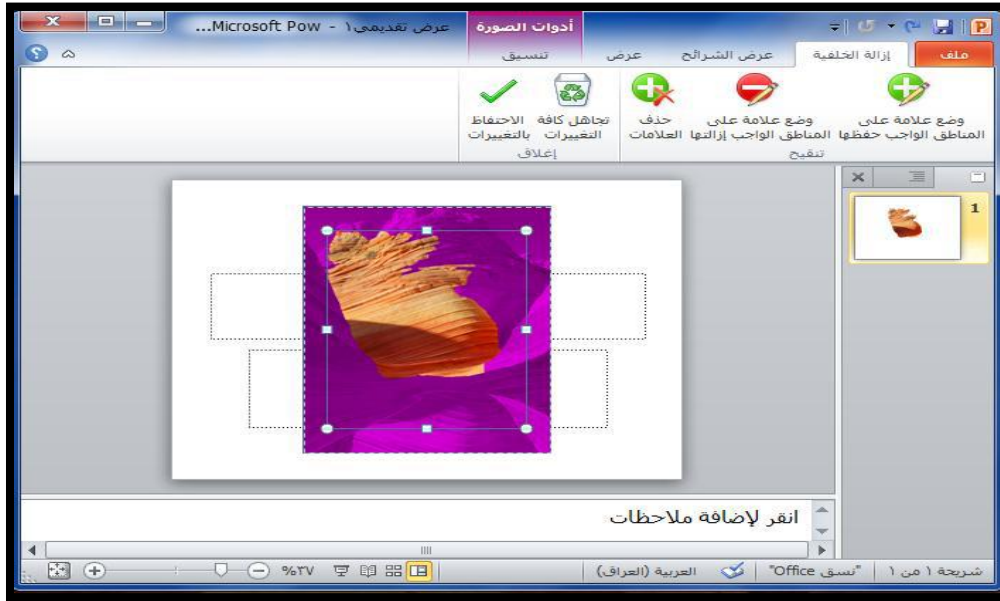 عرض تقديمي١ - Microsoft Pow...
أدوات الصورة
ملف
إزالة الخلفية
عرض الشرائح
عرض
تنسيق
وضع علامة على
المناطق الواجب حفظها
وضع علامة على
المناطق الواجب إزالتها
حذف
العلامات
تجاهل كافة
التغييرات
الاحتفاظ
بالتغييرات
تنقيح
إغلاق
1
انقر لإضافة ملاحظات
شريحة ١ من ١
"نسق Office"
العربية (العراق)
%٣٧